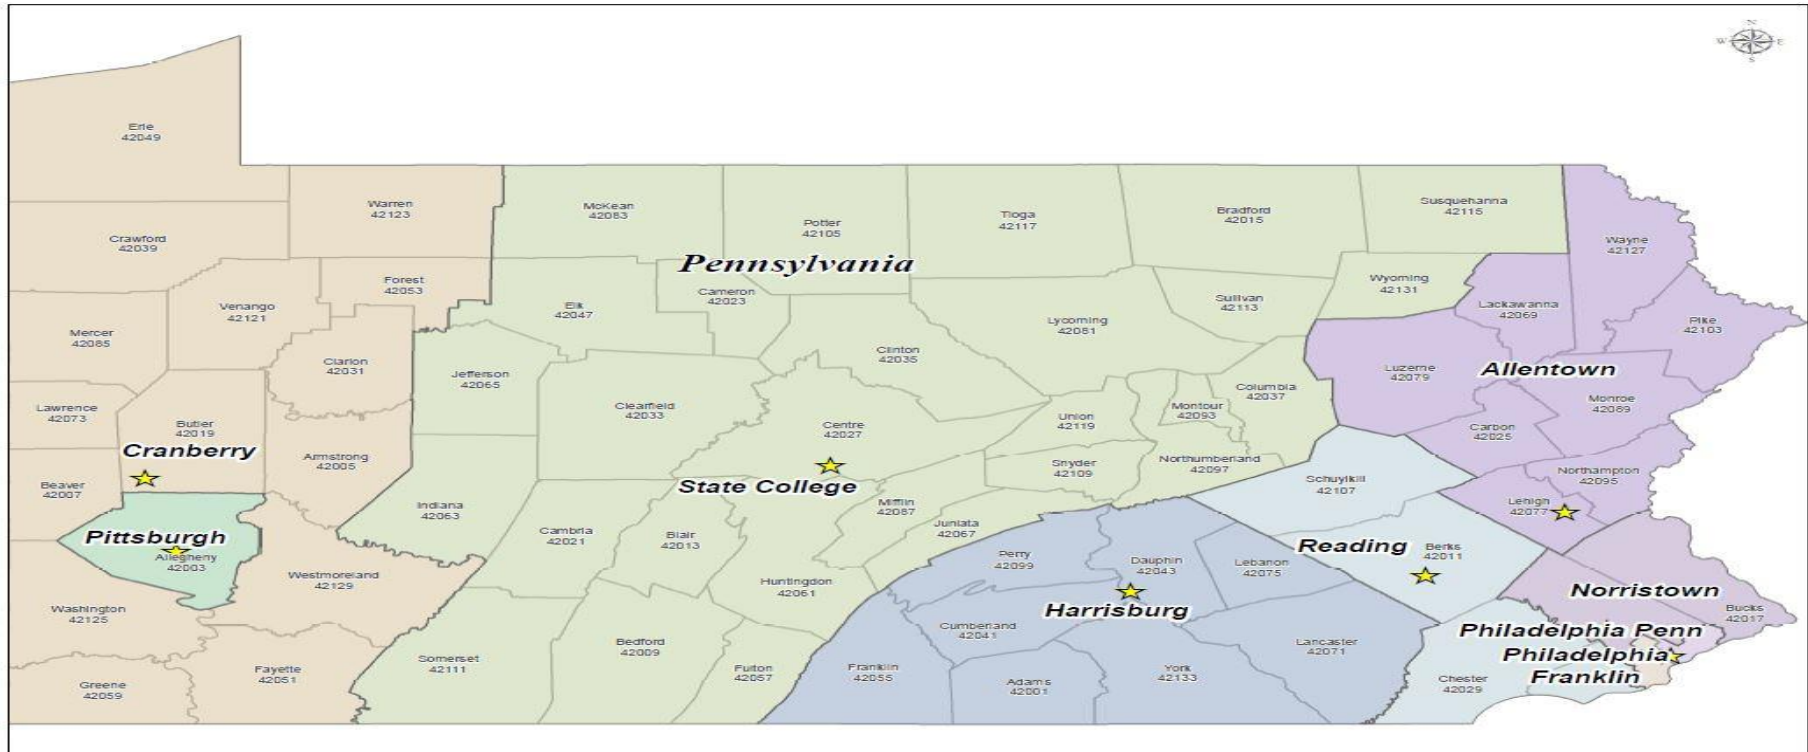 N
W E
S
Erie
42049
Warren
42123
McKean
42083
Potter
42105
Tioga
42117
Bradford
42015
Susquehanna
42115
Crawford
42039
Wayne
42127
Pennsylvania
Forest
42053
Venango
42121
Elk
42047
Cameron
42023
Wyoming
42131
Sullivan
42113
Lackawanna
42069
Pike
42103
Mercer
42085
Lycoming
42081
Clinton
42035
Clarion
42031
Jefferson
42065
Luzerne
42079
Allentown
Columbia
42037
Monroe
42089
Lawrence
42073
Butler
42019
Clearfield
42033
Centre
42027
Union
42119
Montour
42093
Carbon
42025
Cranberry
Armstrong
42005
Beaver
42007
Snyder
42109
Northumberland
42097
Northampton
42095
State College
Schuylkill
42107
Lehigh
42077
Indiana
42063
Mifflin
42087
Juniata
42067
Cambria
42021
Blair
42013
Pittsburgh
Allegheny
42003
Perry
42099
Dauphin
42043
Lebanon
42075
Reading
Berks
42011
Westmoreland
42129
Huntingdon
42061
Harrisburg
Norristown
Washington
42125
Bucks
42017
Cumberland
42041
Philadelphia Penn
Bedford
42009
Lancaster
42071
Philadelphia
Somerset
42111
Fayette
42051
Fulton
42057
Franklin
42055
York
42133
Franklin
Greene
42059
Adams
42001
Chester
42029